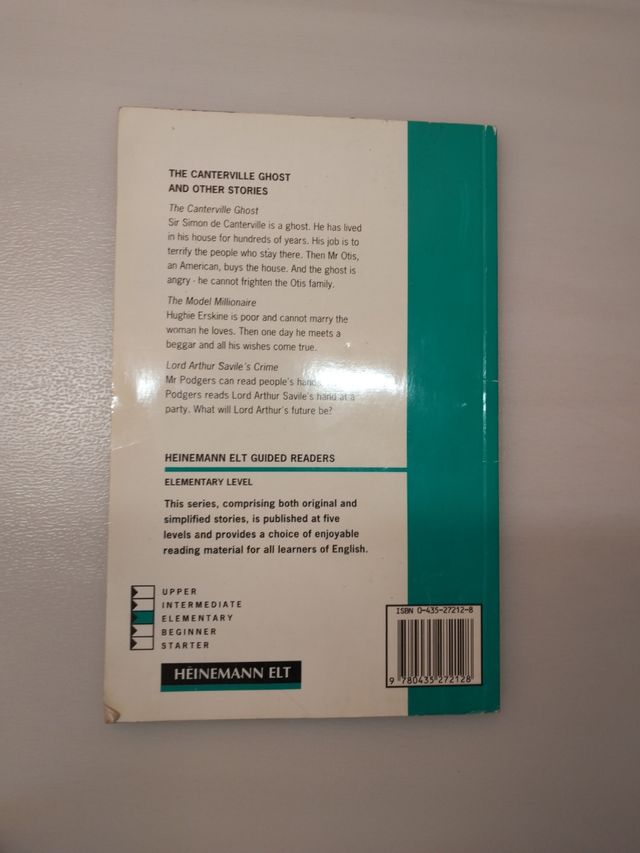 THE CANTERVILLE GHOST
AND OTHER STORIES
The Canterville Ghost
Sir Simon de Canterville is a ghost. He has lived
in his house for hundreds of years. His job is to
terrify the people who stay there. Then Mr Otis,
an American, buys the house. And the ghost is
angry - he cannot frighten the Otis family.
The Model Millionaire
Hughie Erskine is poor and cannot marry the
woman he loves. Then one day he meets a
beggar and all his wishes come true.
Lord Arthur Savile's Crime
Mr Podgers can read people's
Podgers reads Lord Arthur Savile's hand at a
party. What will Lord Arthur's future be?
HEINEMANN ELT GUIDED READERS
ELEMENTARY LEVEL
This series, comprising both original and
simplified stories, is published at five
levels and provides a choice of enjoyable
reading material for all learners of English.
UPPER
INTERMEDIATE
ELEMENTARY
BEGINNER
STARTER
HEINEMANN ELT
ISBN 0-435-27212-8
9 780435 272128